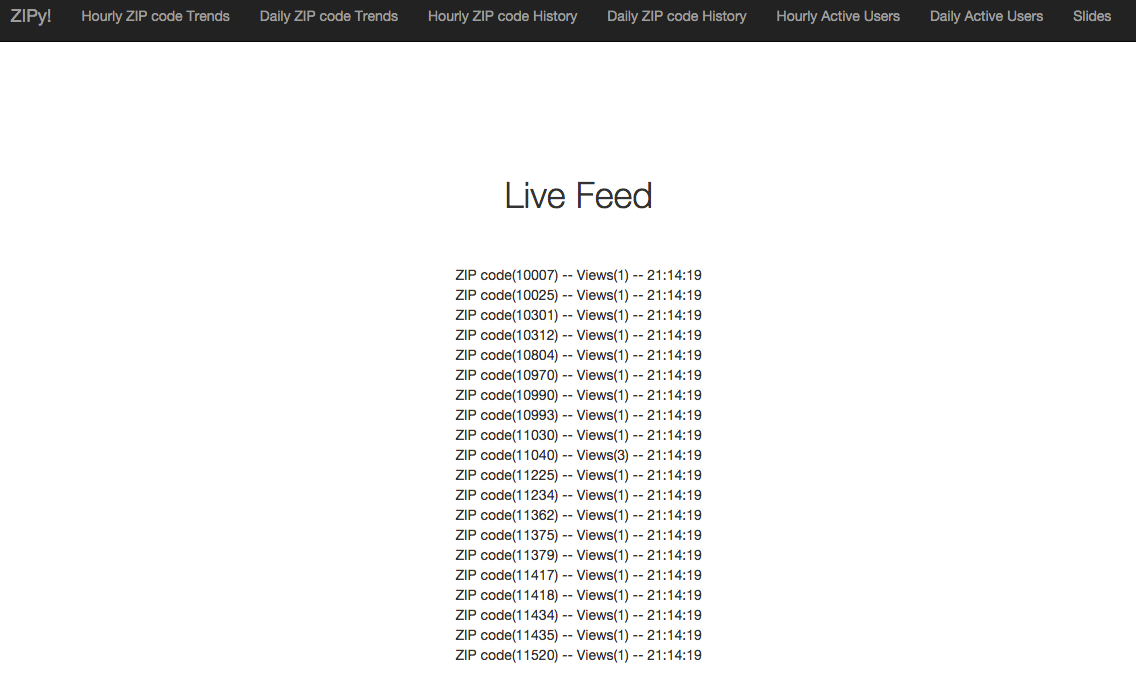 ZIPy! Hourly ZIP code Trends Daily ZIP code Trends Hourly ZIP code History Daily ZIP code History Hourly Active Users Daily Active Users Slides
Live Feed
ZIP code(10007) -- Views(1) -- 21:14:19
ZIP code(10025) -- Views(1) -- 21:14:19
ZIP code(10301) -- Views(1) -- 21:14:19
ZIP code(10312) -- Views(1) -- 21:14:19
ZIP code(10804) -- Views(1) -- 21:14:19
ZIP code(10970) -- Views(1) -- 21:14:19
ZIP code(10990) -- Views(1) -- 21:14:19
ZIP code(10993) -- Views(1) -- 21:14:19
ZIP code(11030) -- Views(1) -- 21:14:19
ZIP code(11040) -- Views(3) -- 21:14:19
ZIP code(11225) -- Views(1) -- 21:14:19
ZIP code(11234) -- Views(1) -- 21:14:19
ZIP code(11362) -- Views(1) -- 21:14:19
ZIP code(11375) -- Views(1) -- 21:14:19
ZIP code(11379) -- Views(1) -- 21:14:19
ZIP code(11417) -- Views(1) -- 21:14:19
ZIP code(11418) -- Views(1) -- 21:14:19
ZIP code(11434) -- Views(1) -- 21:14:19
ZIP code(11435) -- Views(1) -- 21:14:19
ZIP code(11520) -- Views(1) -- 21:14:19